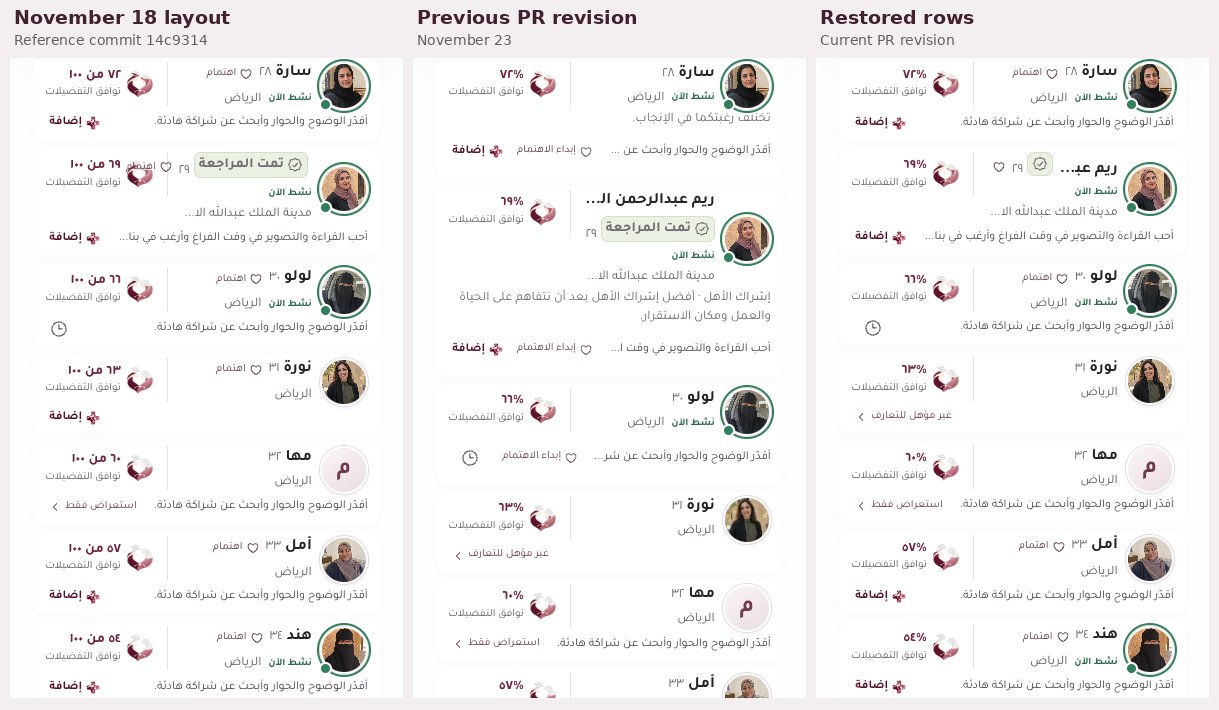 November 18 layout
Reference commit 14c9314
سارة ٢٨ اهتمام
٧٢ من ١٠٠
توافق التفضيلات
نشط الآن الرياض
أقدّر الوضوح والحوار وأبحث عن شراكة هادئة.
إضافة
تمت المراجعة ٢٩ اهتمام
٦٩ من ١٠٠
توافق التفضيلات
نشط الآن
مدينة الملك عبدالله الا...
أحب القراءة والتصوير في وقت الفراغ وأرغب في بنا...
إضافة
لولو ٣٠ اهتمام
٦٦ من ١٠٠
توافق التفضيلات
نشط الآن الرياض
أقدّر الوضوح والحوار وأبحث عن شراكة هادئة.
نورة ٣١ اهتمام
٦٣ من ١٠٠
توافق التفضيلات
الرياض
إضافة
م
مها ٣٢
٦٠ من ١٠٠
توافق التفضيلات
الرياض
أقدّر الوضوح والحوار وأبحث عن شراكة هادئة.
استعراض فقط
أمل ٣٣ اهتمام
٥٧ من ١٠٠
توافق التفضيلات
الرياض
أقدّر الوضوح والحوار وأبحث عن شراكة هادئة.
إضافة
هند ٣٤ اهتمام
٥٤ من ١٠٠
توافق التفضيلات
نشط الآن الرياض
أقدّر الوضوح والحوار وأبحث عن شراكة هادئة.
إضافة
Previous PR revision
November 23
سارة ٢٨
٧٢%
توافق التفضيلات
نشط الآن الرياض
تختلف رغبتكما في الإنجاب.
أقدّر الوضوح والحوار وأبحث عن ...
إبداء الاهتمام
إضافة
ريم عبدالرحمن ال...
٦٩%
توافق التفضيلات
تمت المراجعة ٢٩
نشط الآن
مدينة الملك عبدالله الا...
إشراك الأهل · أفضل إشراك الأهل بعد أن نتفاهم على الحياة
والعمل ومكان الاستقرار.
أحب القراءة والتصوير في وقت ا...
إبداء الاهتمام
إضافة
لولو ٣٠
٦٦%
توافق التفضيلات
نشط الآن الرياض
أقدّر الوضوح والحوار وأبحث عن شر...
إبداء الاهتمام
نورة ٣١
٦٣%
توافق التفضيلات
الرياض
غير مؤهل للتعارف
م
مها ٣٢
٦٠%
توافق التفضيلات
الرياض
أقدّر الوضوح والحوار وأبحث عن شراكة هادئة.
استعراض فقط
أمل ٣٣
٥٧%
Restored rows
Current PR revision
سارة ٢٨ اهتمام
٧٢%
توافق التفضيلات
نشط الآن الرياض
أقدّر الوضوح والحوار وأبحث عن شراكة هادئة.
إضافة
ريم عبـ... ٢٩
٦٩%
توافق التفضيلات
نشط الآن
مدينة الملك عبدالله الا...
أحب القراءة والتصوير في وقت الفراغ وأرغب في بنا...
إضافة
لولو ٣٠ اهتمام
٦٦%
توافق التفضيلات
نشط الآن الرياض
أقدّر الوضوح والحوار وأبحث عن شراكة هادئة.
نورة ٣١
٦٣%
توافق التفضيلات
الرياض
غير مؤهل للتعارف
م
مها ٣٢
٦٠%
توافق التفضيلات
الرياض
أقدّر الوضوح والحوار وأبحث عن شراكة هادئة.
استعراض فقط
أمل ٣٣ اهتمام
٥٧%
توافق التفضيلات
الرياض
أقدّر الوضوح والحوار وأبحث عن شراكة هادئة.
إضافة
هند ٣٤ اهتمام
٥٤%
توافق التفضيلات
نشط الآن الرياض
أقدّر الوضوح والحوار وأبحث عن شراكة هادئة.
إضافة